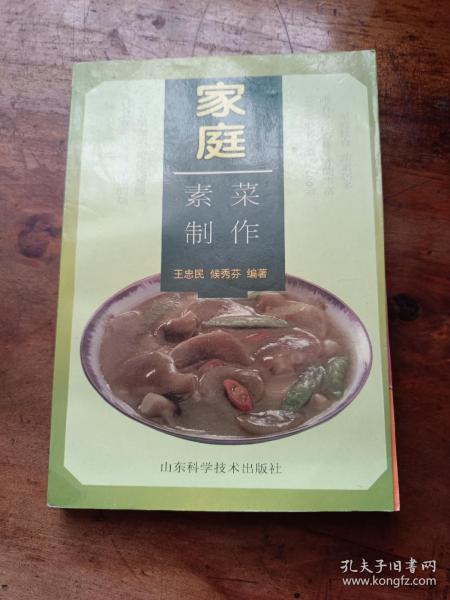 家庭
素菜
制作
王忠民 候秀芬 编著
山东科学技术出版社
孔夫子旧书网
www.kongfz.com